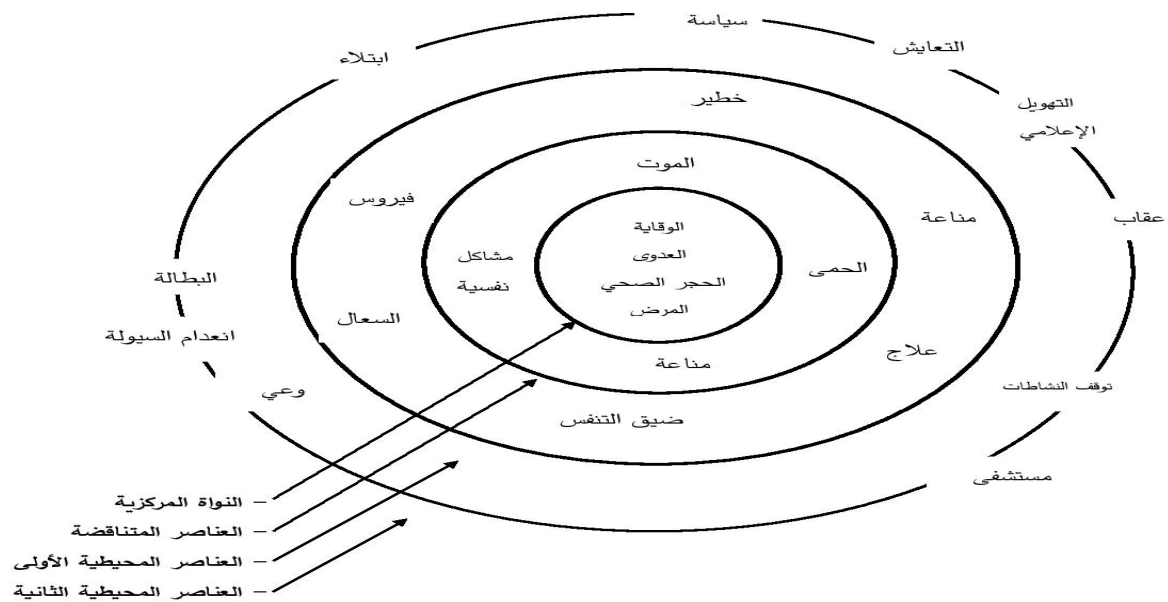 سياسة
التعايش
ابتلاء
التهويل
الإعلامي
خطير
الموت
فيروس
مناعة
عقاب
الوقاية
العدوى
الحجر الصحي
المرض
مشاكل
نفسية
الحمى
البطالة
السعال
انعدام السيولة
علاج
مناعة
توقف النشاطات
وعي
ضيق التنفس
مستشفى
– النواة المركزية
– العناصر المتناقضة
– العناصر المحيطية الأولى
– العناصر المحيطية الثانية